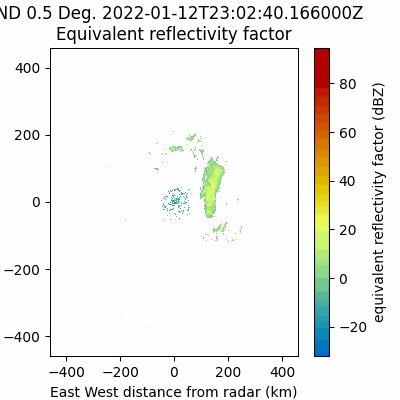 ND 0.5 Deg. 2022-01-12T23:02:40.166000Z
Equivalent reflectivity factor
400
200
0
−200
−400
−400 −200 0 200 400
East West distance from radar (km)
80
60
40
20
0
−20
equivalent reflectivity factor (dBZ)